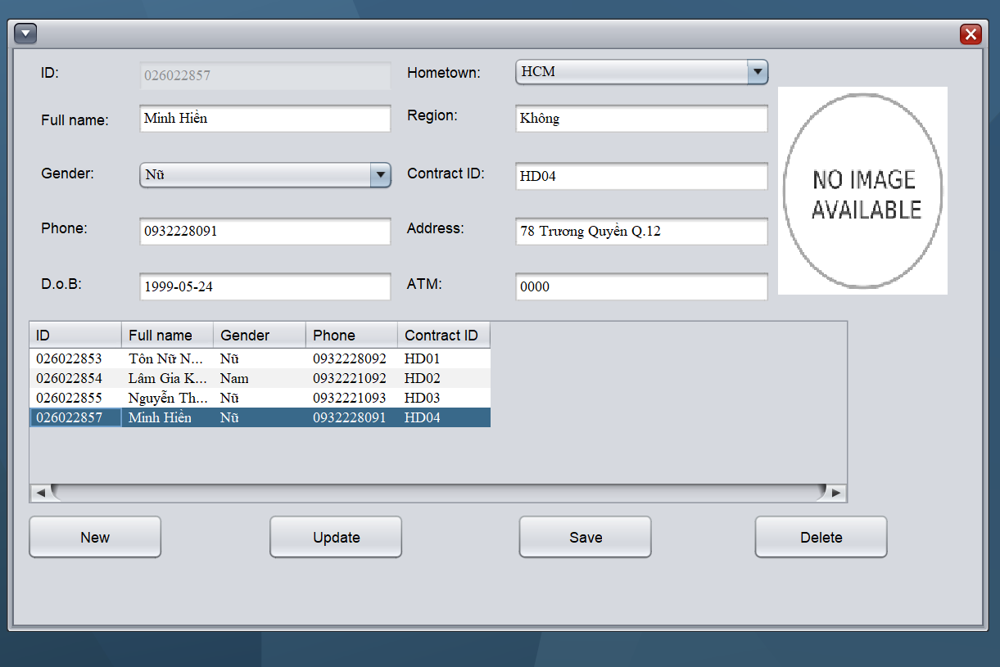 ID: 026022857 Hometown: HCM
Full name: Minh Hiền Region: Không
NO IMAGE
AVAILABLE
Gender: Nữ Contract ID: HD04
Phone: 0932228091 Address: 78 Trương Quyền Q.12
D.o.B: 1999-05-24 ATM: 0000
ID Full name Gender Phone Contract ID
026022853 Tôn Nữ N... Nữ 0932228092 HD01
026022854 Lâm Gia K... Nam 0932221092 HD02
026022855 Nguyễn Th... Nữ 0932221093 HD03
026022857 Minh Hiền Nữ 0932228091 HD04
New Update Save Delete